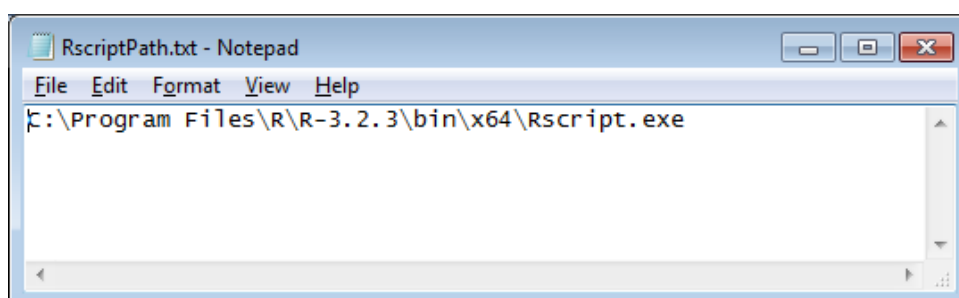 RscriptPath.txt - Notepad
File Edit Format View Help
C:\Program Files\R\R-3.2.3\bin\x64\Rscript.exe